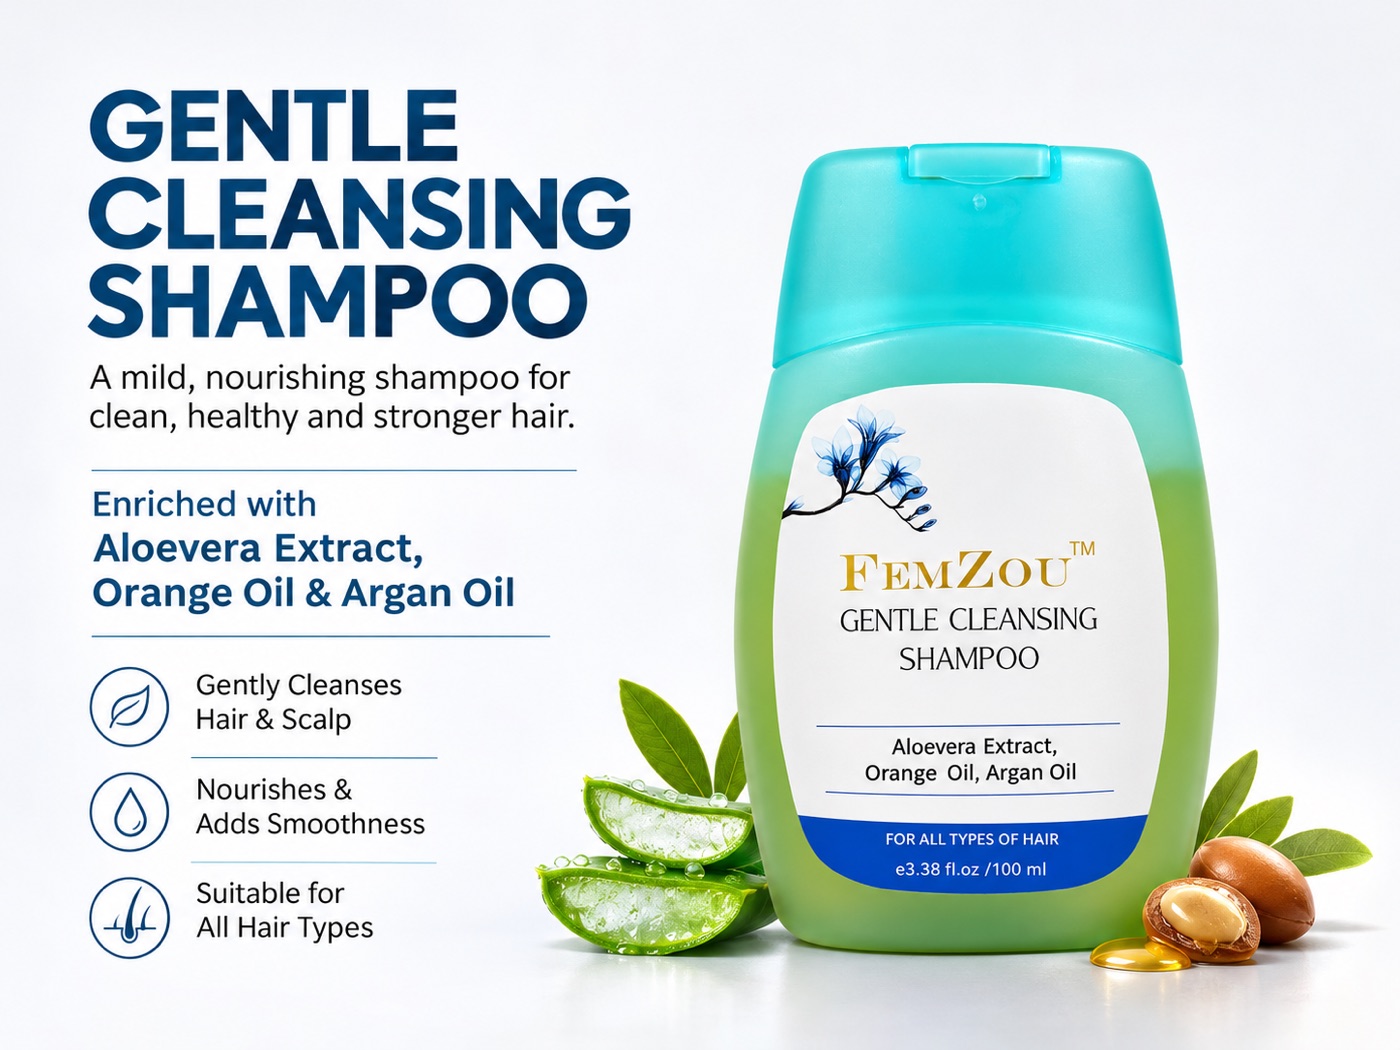 GENTLE
CLEANSING
SHAMPOO
A mild, nourishing shampoo for
clean, healthy and stronger hair.
Enriched with
Aloevera Extract,
Orange Oil & Argan Oil
Gently Cleanses
Hair & Scalp
Nourishes &
Adds Smoothness
Suitable for
All Hair Types
FEMZOU™
GENTLE CLEANSING
SHAMPOO
Aloevera Extract,
Orange Oil, Argan Oil
FOR ALL TYPES OF HAIR
e3.38 fl.oz /100 ml